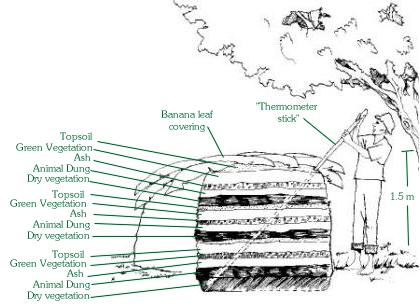 "Thermometer
stick"
Banana leaf
covering
Topsoil
Green Vegetation
Ash
Animal Dung
Dry vegetation
Topsoil
Green Vegetation
Ash
Animal Dung
Dry vegetation
Topsoil
Green Vegetation
Ash
Animal Dung
Dry vegetation
1.5 m